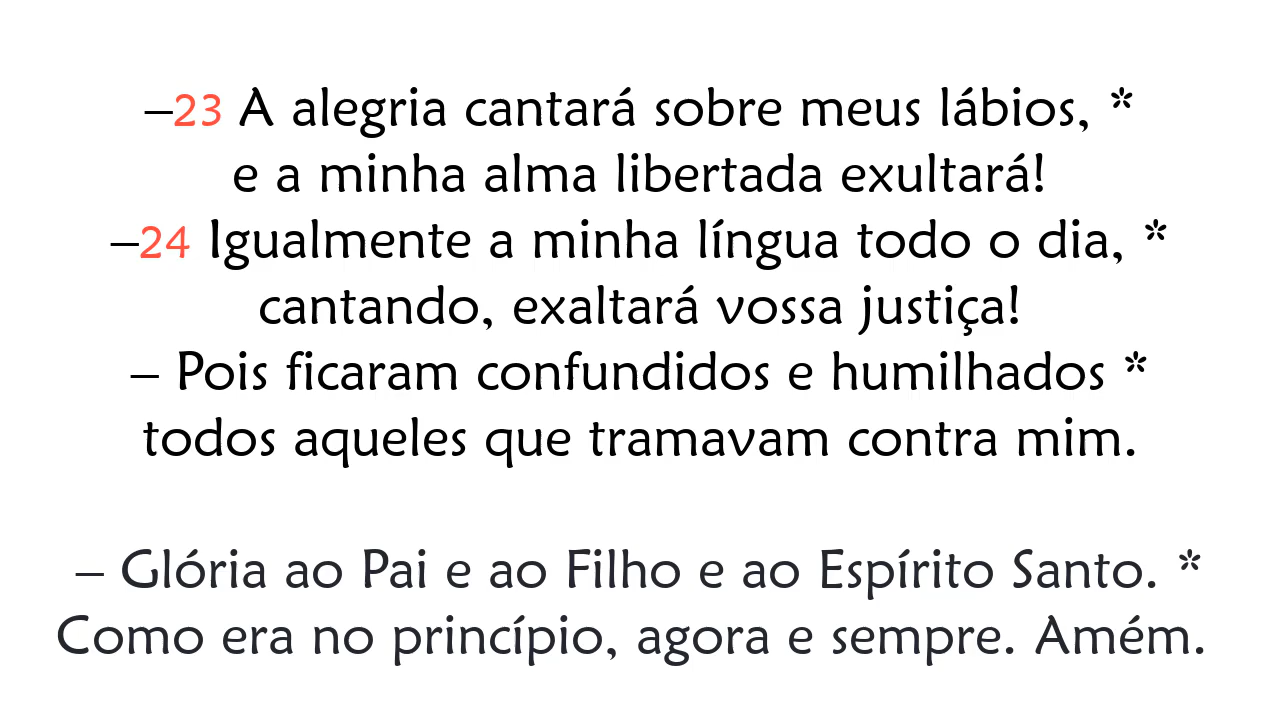 –23 A alegria cantará sobre meus lábios, *
e a minha alma libertada exultará!
–24 Igualmente a minha língua todo o dia, *
cantando, exaltará vossa justiça!
– Pois ficaram confundidos e humilhados *
todos aqueles que tramavam contra mim.
– Glória ao Pai e ao Filho e ao Espírito Santo. *
Como era no princípio, agora e sempre. Amém.